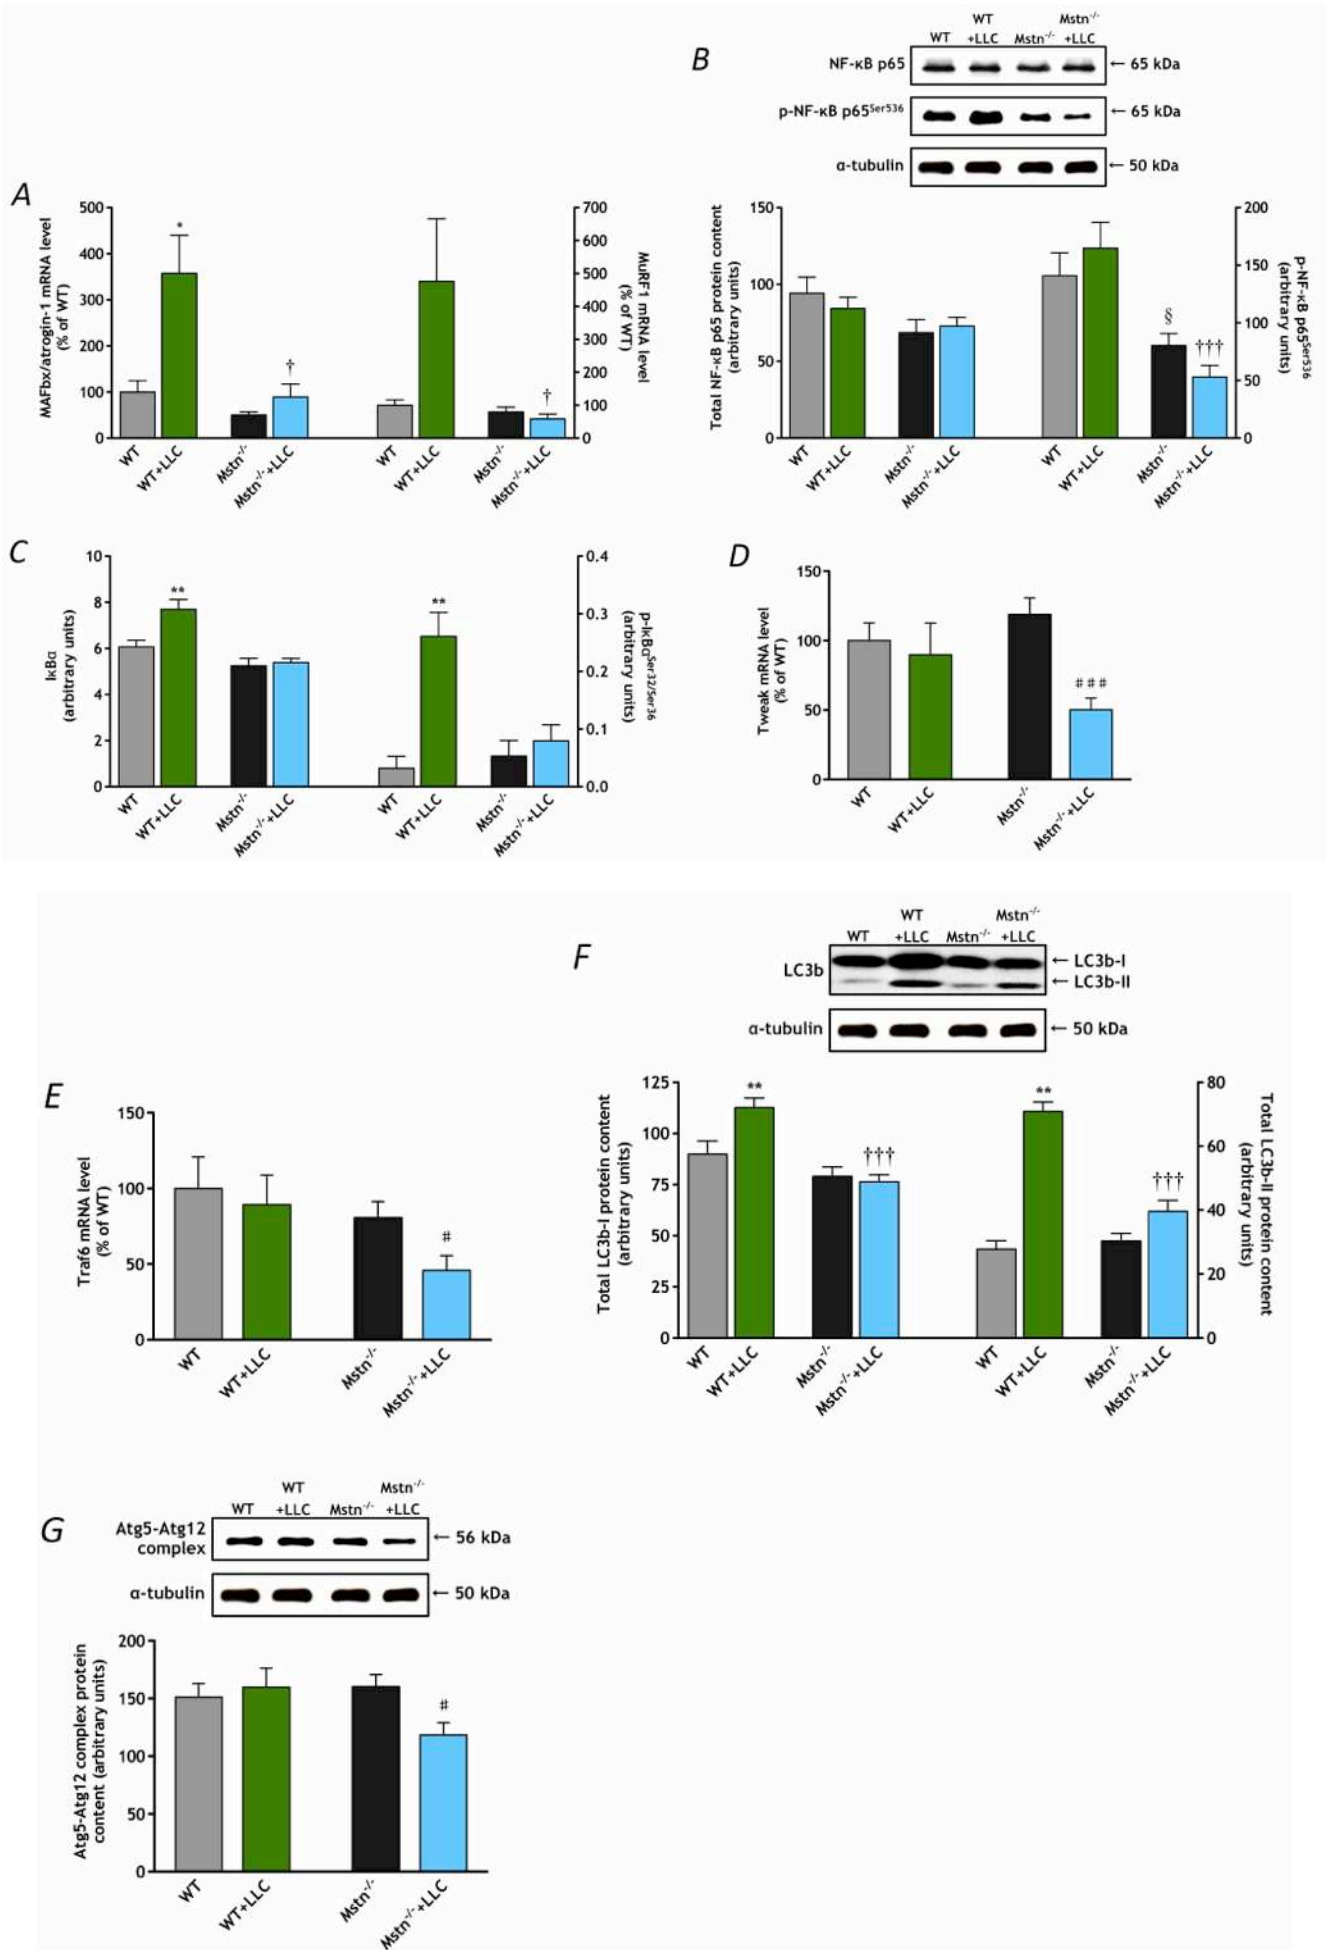 B
WT
WT +LLC
Mstn-/-
Mstn-/- +LLC
NF-κB p65
← 65 kDa
p-NF-κB p65Ser536
← 65 kDa
α-tubulin
← 50 kDa
A
MAFbx/atrogin-1 mRNA level
(% of WT)
500
400
300
200
100
0
*
†
†
700
600
500
400
300
200
100
0
MuRF1 mRNA level
(% of WT)
WT
WT+LLC
Mstn-/-
Mstn-/-+LLC
WT
WT+LLC
Mstn-/-
Mstn-/-+LLC
Total NF-κB p65 protein content
(arbitrary units)
150
100
50
0
§
†††
200
150
100
50
0
p-NF-κB p65Ser536
(arbitrary units)
WT
WT+LLC
Mstn-/-
Mstn-/-+LLC
WT
WT+LLC
Mstn-/-
Mstn-/-+LLC
C
IκBα
(arbitrary units)
10
8
6
4
2
0
**
**
0.4
0.3
0.2
0.1
0.0
p-IκBαSer32/Ser36
(arbitrary units)
WT
WT+LLC
Mstn-/-
Mstn-/-+LLC
WT
WT+LLC
Mstn-/-
Mstn-/-+LLC
D
Tweak mRNA level
(% of WT)
150
100
50
0
###
WT
WT+LLC
Mstn-/-
Mstn-/-+LLC
E
Traf6 mRNA level
(% of WT)
150
100
50
0
#
WT
WT+LLC
Mstn-/-
Mstn-/-+LLC
F
WT
WT +LLC
Mstn-/-
Mstn-/- +LLC
LC3b
← LC3b-I
← LC3b-II
α-tubulin
← 50 kDa
Total LC3b-I protein content
(arbitrary units)
125
100
75
50
25
0
**
†††
**
†††
80
60
40
20
0
Total LC3b-II protein content
(arbitrary units)
WT
WT+LLC
Mstn-/-
Mstn-/-+LLC
WT
WT+LLC
Mstn-/-
Mstn-/-+LLC
G
WT
WT +LLC
Mstn-/-
Mstn-/- +LLC
Atg5-Atg12
complex
← 56 kDa
α-tubulin
← 50 kDa
Atg5-Atg12 complex protein
content (arbitrary units)
200
150
100
50
0
#
WT
WT+LLC
Mstn-/-
Mstn-/-+LLC